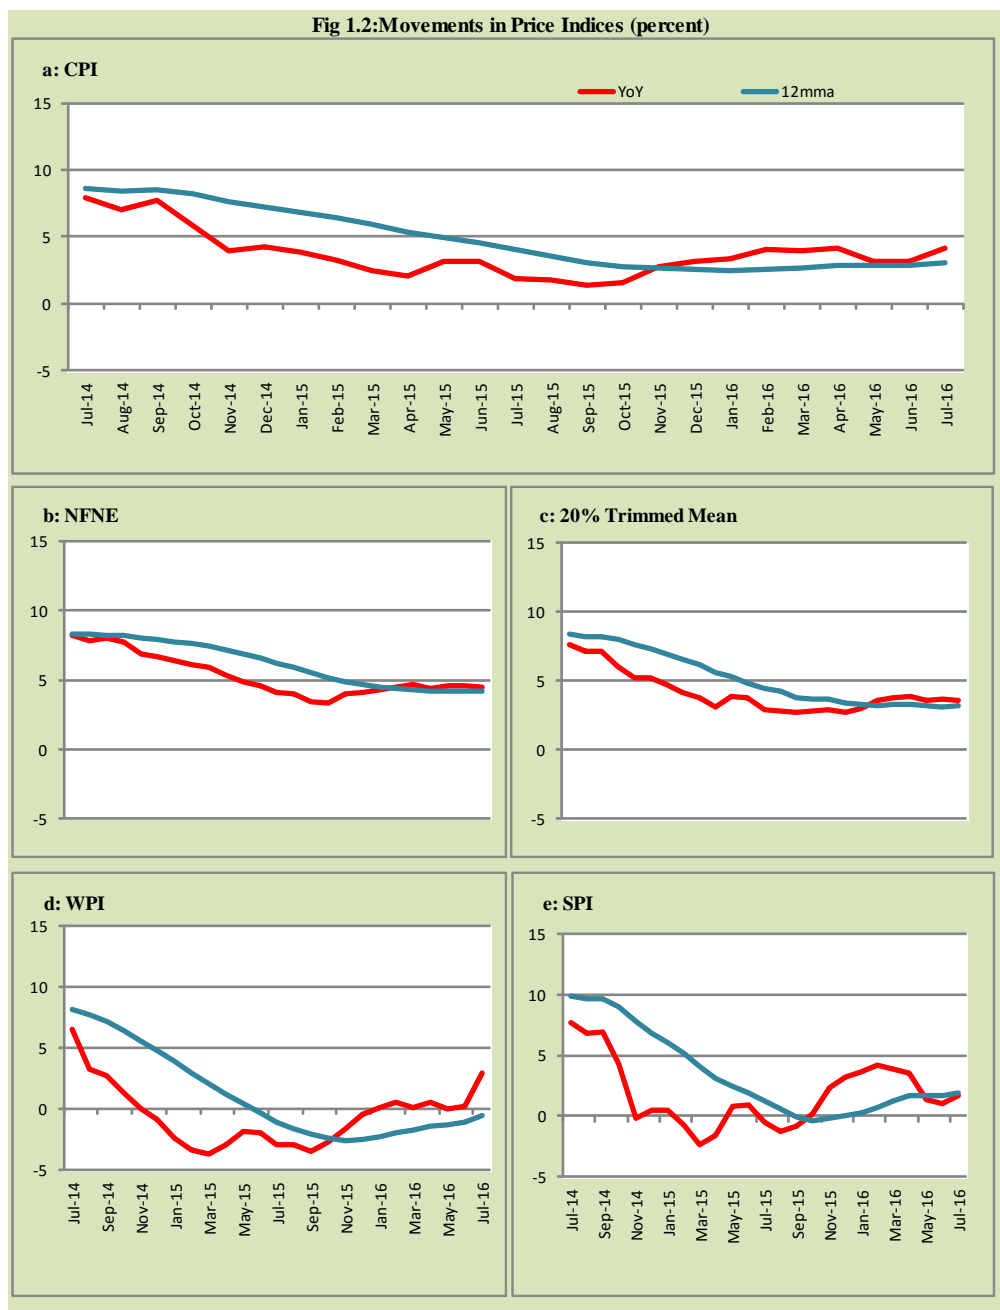 Fig 1.2:Movements in Price Indices (percent)
a: CPI
YoY 12mma
15
10
5
0
-5
Jul-14 Aug-14 Sep-14 Oct-14 Nov-14 Dec-14 Jan-15 Feb-15 Mar-15 Apr-15 May-15 Jun-15 Jul-15 Aug-15 Sep-15 Oct-15 Nov-15 Dec-15 Jan-16 Feb-16 Mar-16 Apr-16 May-16 Jun-16 Jul-16
b: NFNE
15
10
5
0
-5
c: 20% Trimmed Mean
15
10
5
0
-5
d: WPI
15
10
5
0
-5
Jul-14 Sep-14 Nov-14 Jan-15 Mar-15 May-15 Jul-15 Sep-15 Nov-15 Jan-16 Mar-16 May-16 Jul-16
e: SPI
15
10
5
0
-5
Jul-14 Sep-14 Nov-14 Jan-15 Mar-15 May-15 Jul-15 Sep-15 Nov-15 Jan-16 Mar-16 May-16 Jul-16